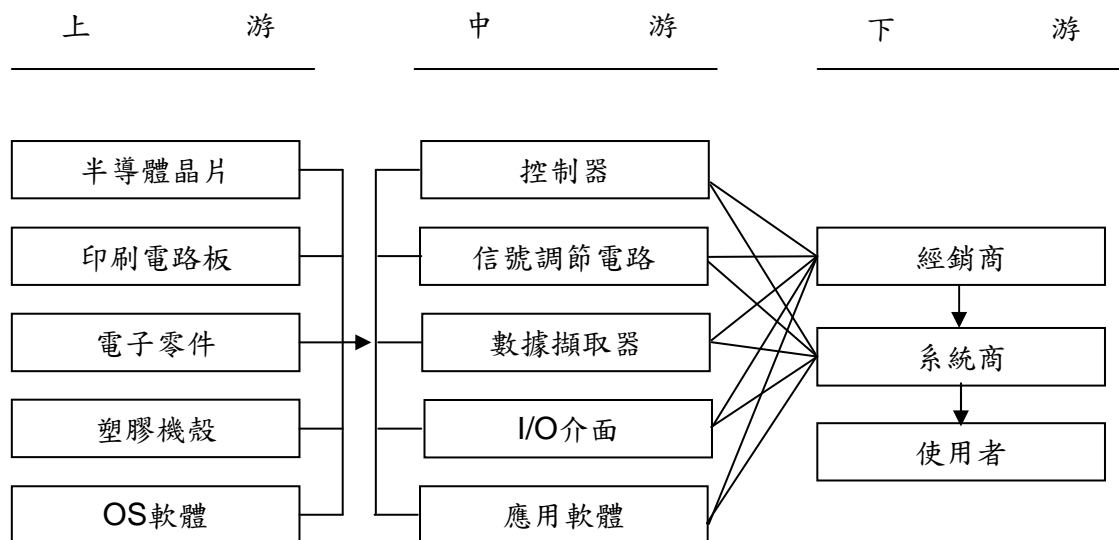 上游
中游
下游
半導體晶片
印刷電路板
電子零件
塑膠機殼
OS軟體
控制器
信號調節電路
數據擷取器
I/O介面
應用軟體
經銷商
系統商
使用者